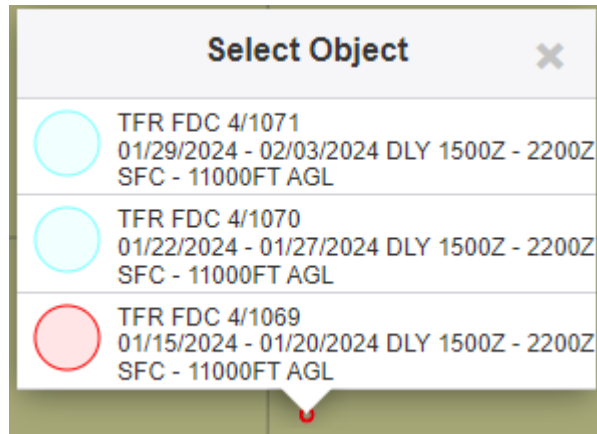 Select Object
TFR FDC 4/1071
01/29/2024 - 02/03/2024 DLY 1500Z - 2200Z
SFC - 11000FT AGL
TFR FDC 4/1070
01/22/2024 - 01/27/2024 DLY 1500Z - 2200Z
SFC - 11000FT AGL
TFR FDC 4/1069
01/15/2024 - 01/20/2024 DLY 1500Z - 2200Z
SFC - 11000FT AGL